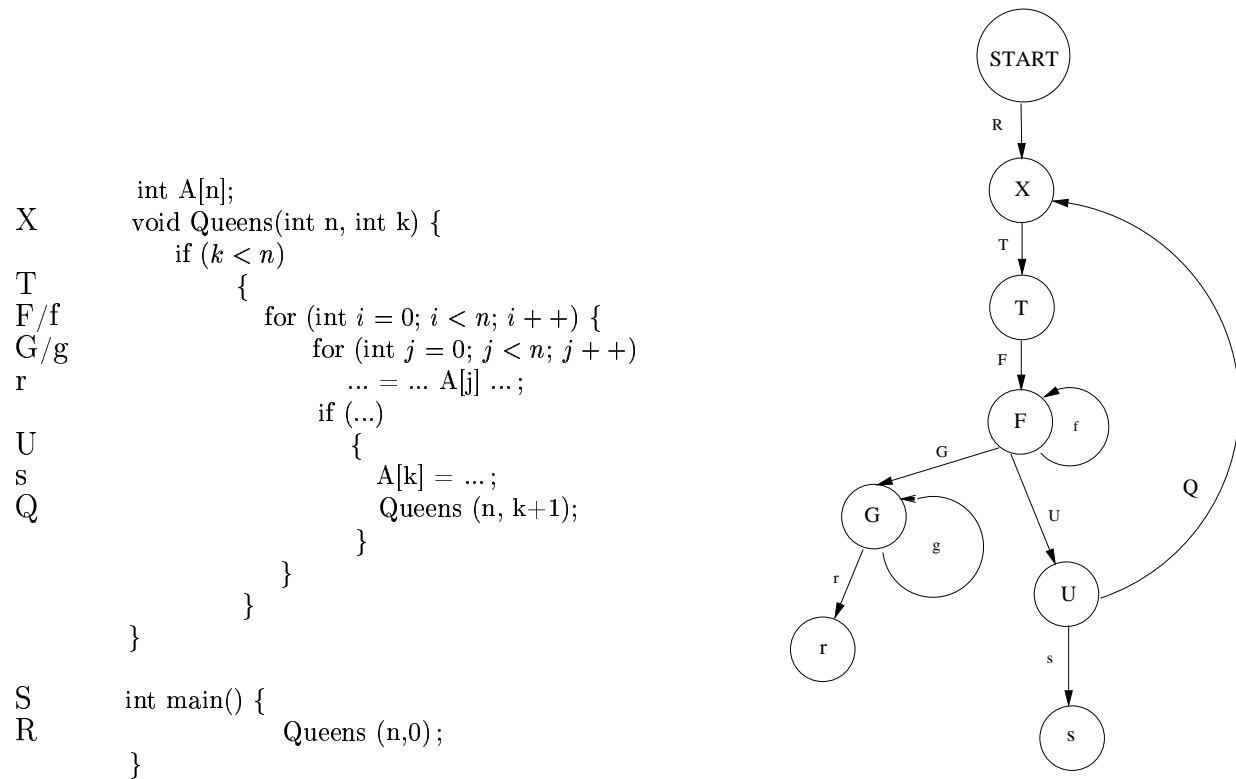 int A[n];
X void Queens(int n, int k) {
if (k < n)
T {
F/f for (int i = 0; i < n; i + +) {
G/g for (int j = 0; j < n; j + +)
r ... = ... A[j] ... ;
if (...)
U {
s A[k] = ... ;
Q Queens (n, k+1);
}
}
}
}
S int main() {
R Queens (n,0) ;
}
START
R
X
T
T
F
F
f
G
U
Q
G
g
U
r
r
s
s